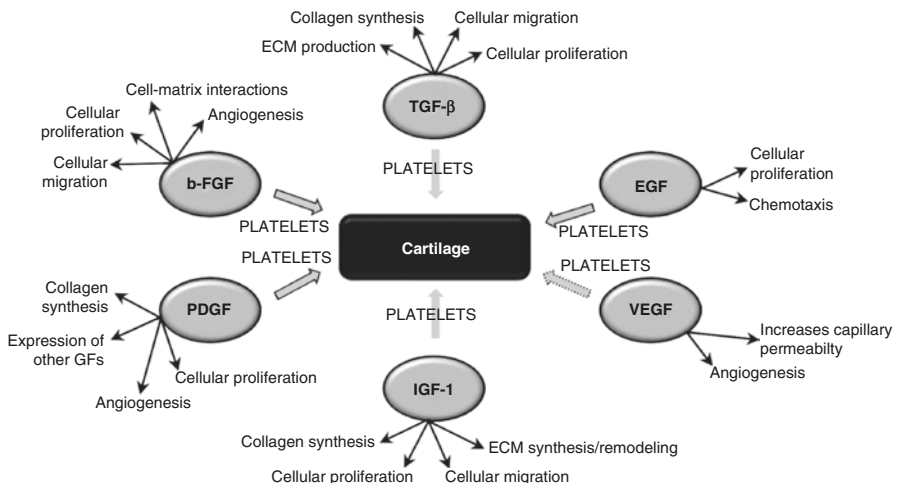 Collagen synthesis
Cellular migration
ECM production
Cellular proliferation
TGF-β
PLATELETS
Cell-matrix interactions
Cellular
proliferation
Angiogenesis
Cellular
migration
b-FGF
PLATELETS
Cellular
proliferation
EGF
Chemotaxis
PLATELETS
Cartilage
PLATELETS
Collagen
synthesis
PDGF
Expression of
other GFs
Cellular proliferation
Angiogenesis
PLATELETS
VEGF
Increases capillary
permeabilty
Angiogenesis
PLATELETS
IGF-1
Collagen synthesis
ECM synthesis/remodeling
Cellular proliferation
Cellular migration